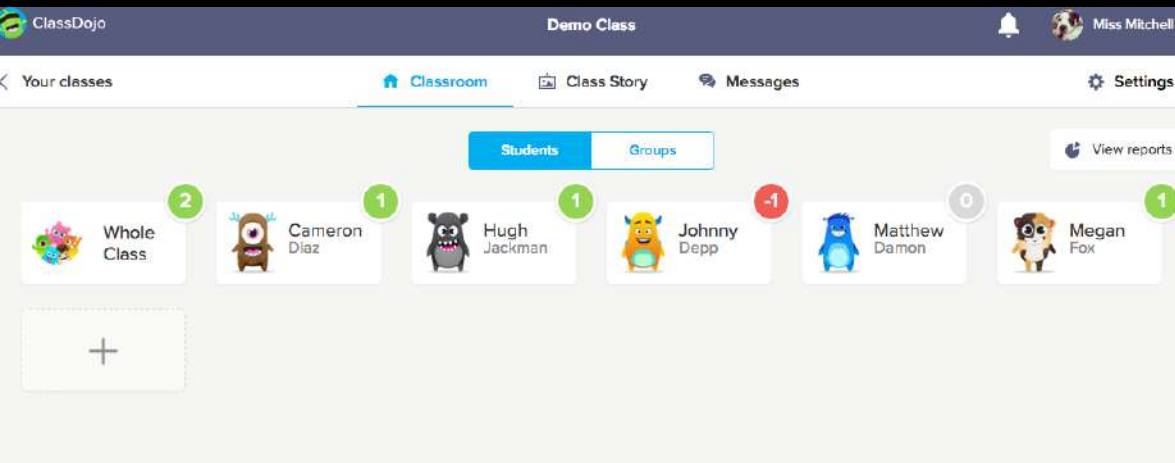 ClassDojo
Demo Class
Miss Mitchell
Your classes
Classroom
Class Story
Messages
Settings
Students
Groups
View reports
2
Whole
Class
1
Cameron
Diaz
1
Hugh
Jackman
-1
Johnny
Depp
0
Matthew
Damon
1
Megan
Fox